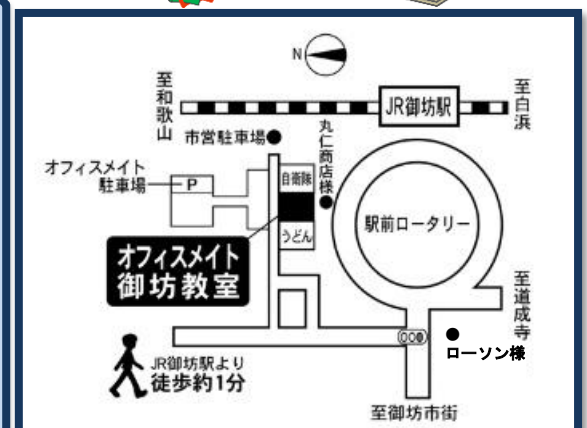 N
至和歌山
JR御坊駅
至白浜
市営駐車場
丸仁商店様
オフィスメイト
駐車場
P
自衛隊
うどん
駅前ロータリー
オフィスメイト
御坊教室
至道成寺
ローソン様
JR御坊駅より
徒歩約1分
至御坊市街